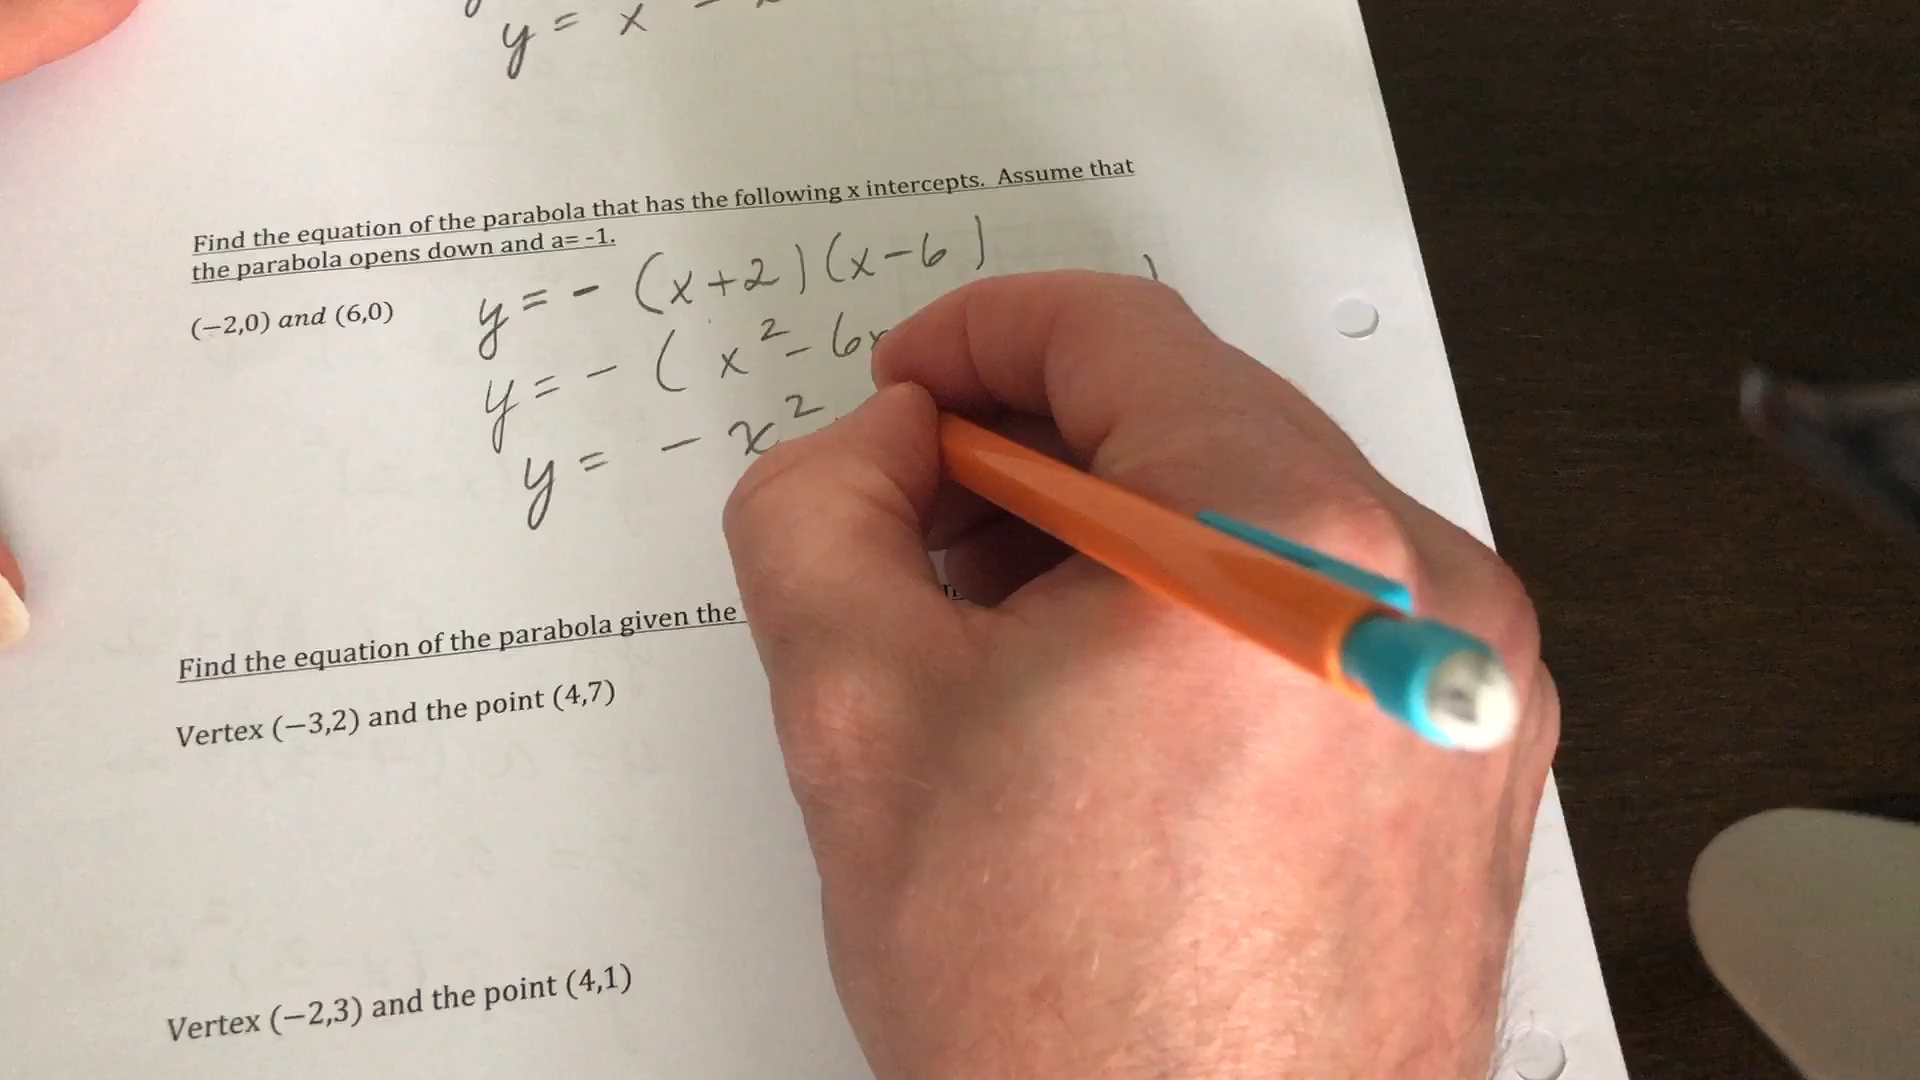 y = x -
Find the equation of the parabola that has the following x intercepts. Assume that
the parabola opens down and a= -1.
(−2,0) and (6,0)
y = - (x+2)(x-6)
y = - ( x² - 6x )
y = - x²
Find the equation of the parabola given the
Vertex (−3,2) and the point (4,7)
Vertex (−2,3) and the point (4,1)